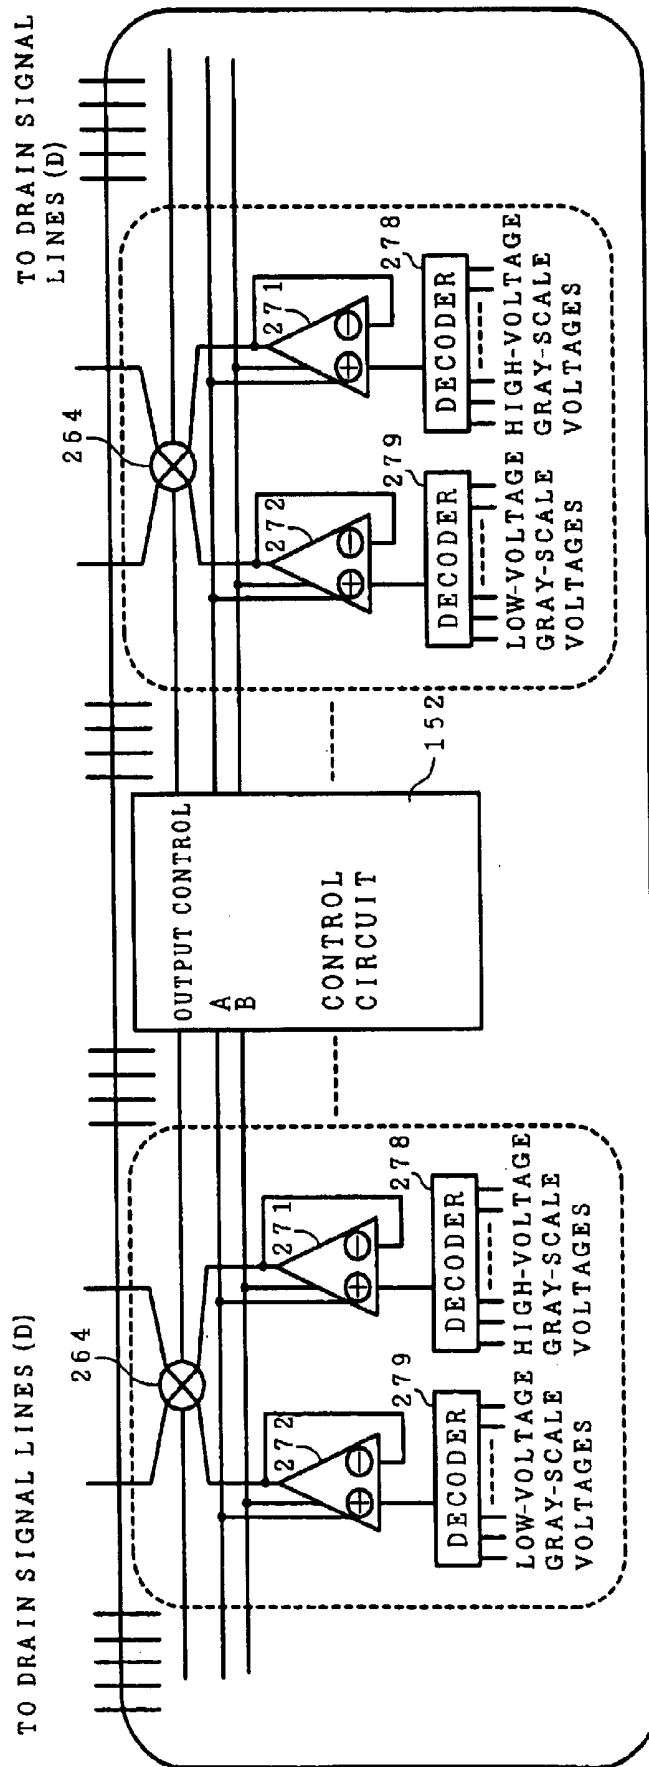 TO DRAIN SIGNAL LINES (D)
TO DRAIN SIGNAL
LINES (D)
264
264
OUTPUT CONTROL
A
B
CONTROL
CIRCUIT
152
272
271
272
271
279
278
279
278
DECODER
DECODER
DECODER
DECODER
LOW-VOLTAGE
GRAY-SCALE
VOLTAGES
HIGH-VOLTAGE
GRAY-SCALE
VOLTAGES
LOW-VOLTAGE
GRAY-SCALE
VOLTAGES
HIGH-VOLTAGE
GRAY-SCALE
VOLTAGES